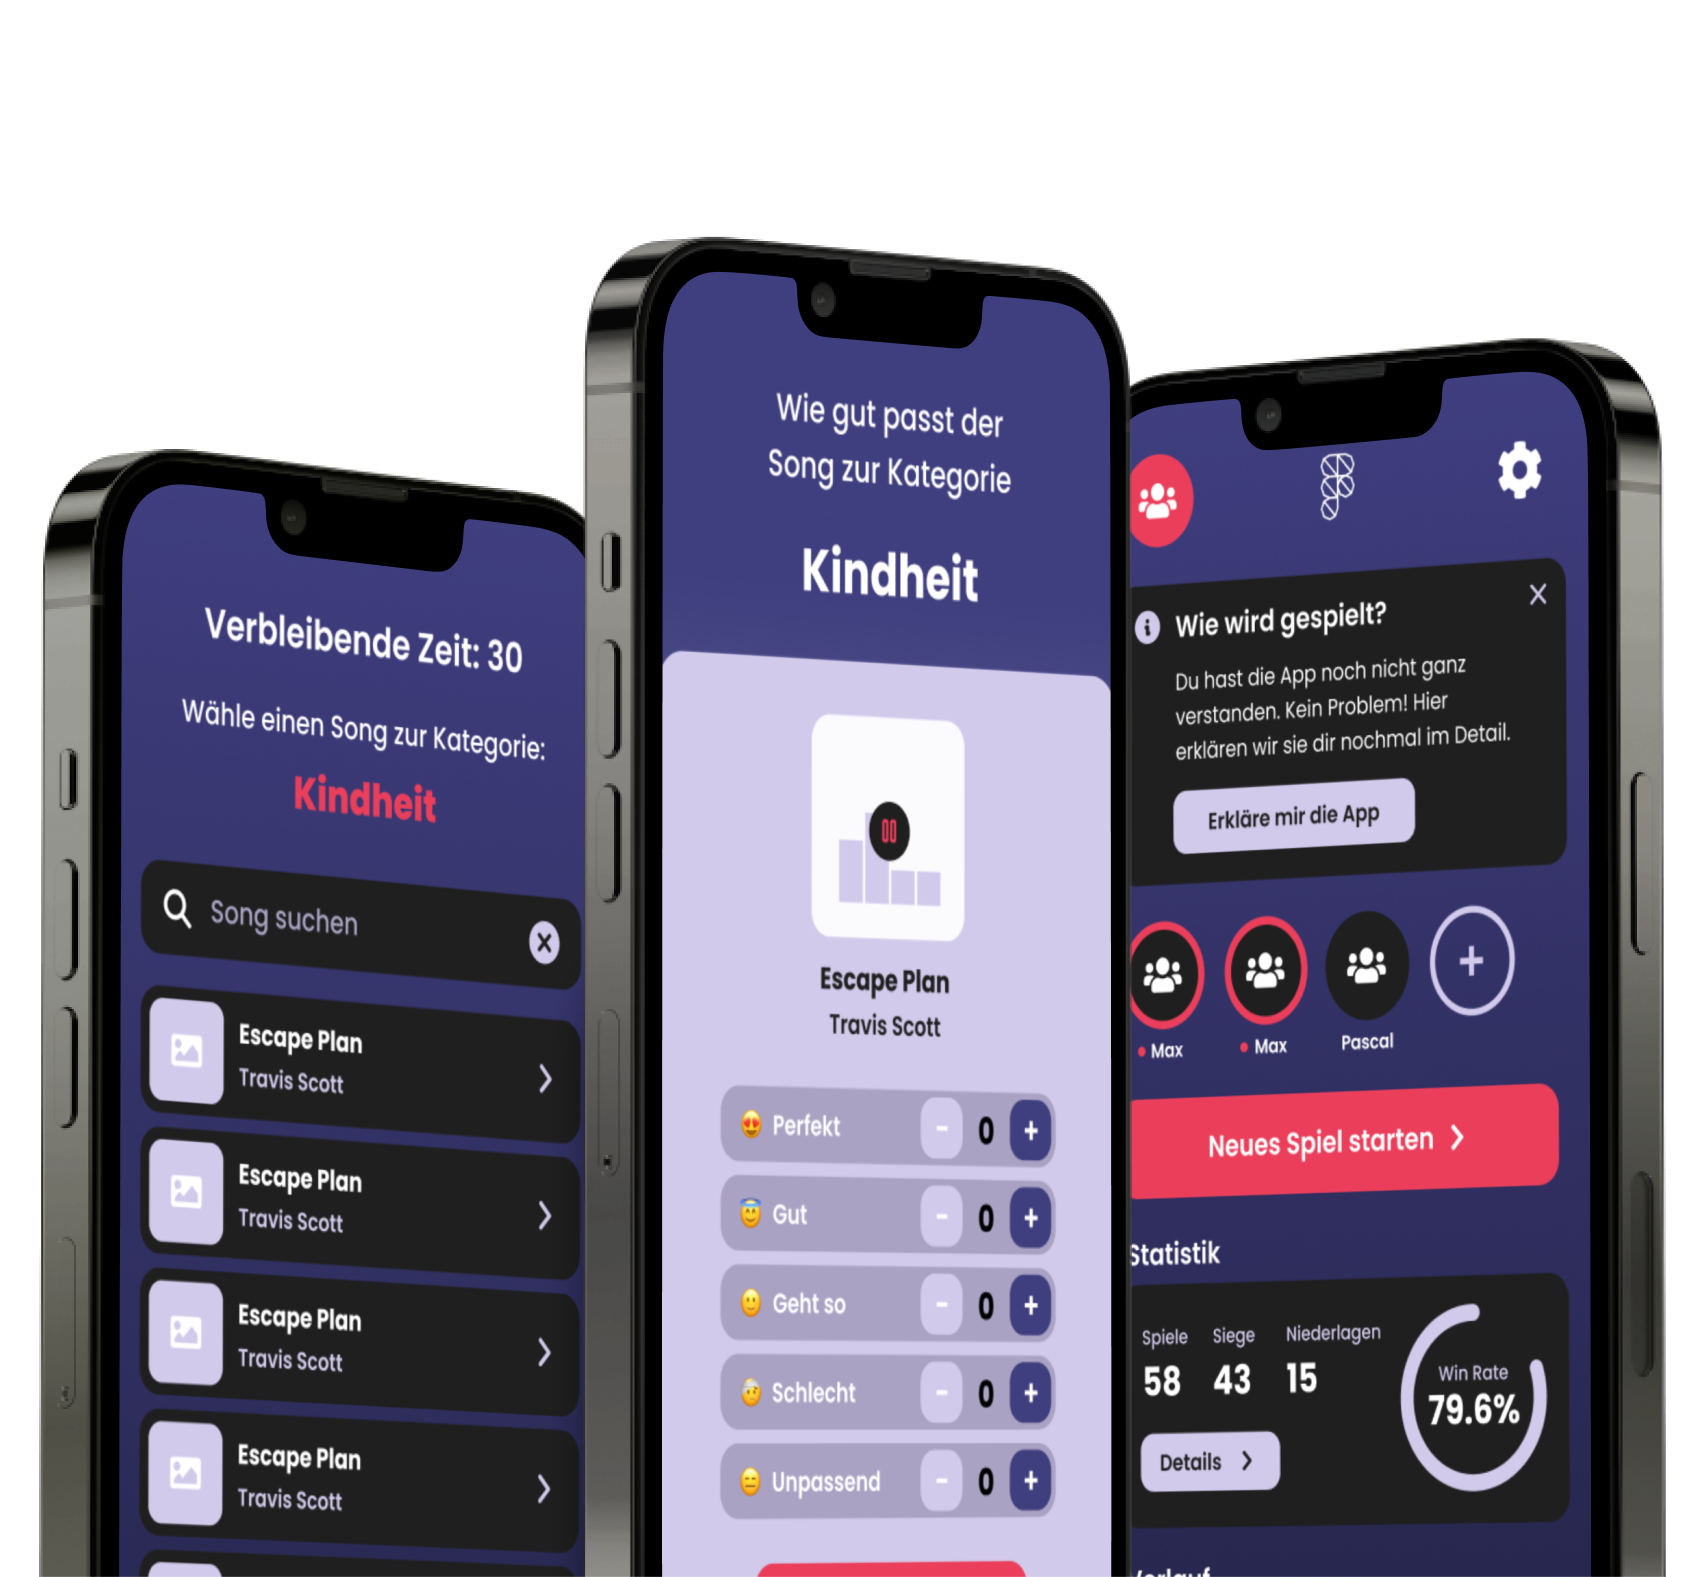 Verbleibende Zeit: 30
Wähle einen Song zur Kategorie:
Kindheit
Song suchen
Escape Plan
Travis Scott
Escape Plan
Travis Scott
Escape Plan
Travis Scott
Escape Plan
Travis Scott
Wie gut passt der
Song zur Kategorie
Kindheit
Escape Plan
Travis Scott
😍 Perfekt - 0 +
😇 Gut - 0 +
🙂 Geht so - 0 +
🤕 Schlecht - 0 +
😑 Unpassend - 0 +
Wie wird gespielt?
Du hast die App noch nicht ganz
verstanden. Kein Problem! Hier
erklären wir sie dir nochmal im Detail.
Erkläre mir die App
Max
Max
Pascal
Neues Spiel starten
Statistik
Spiele Siege Niederlagen
58 43 15
Win Rate
79.6%
Details